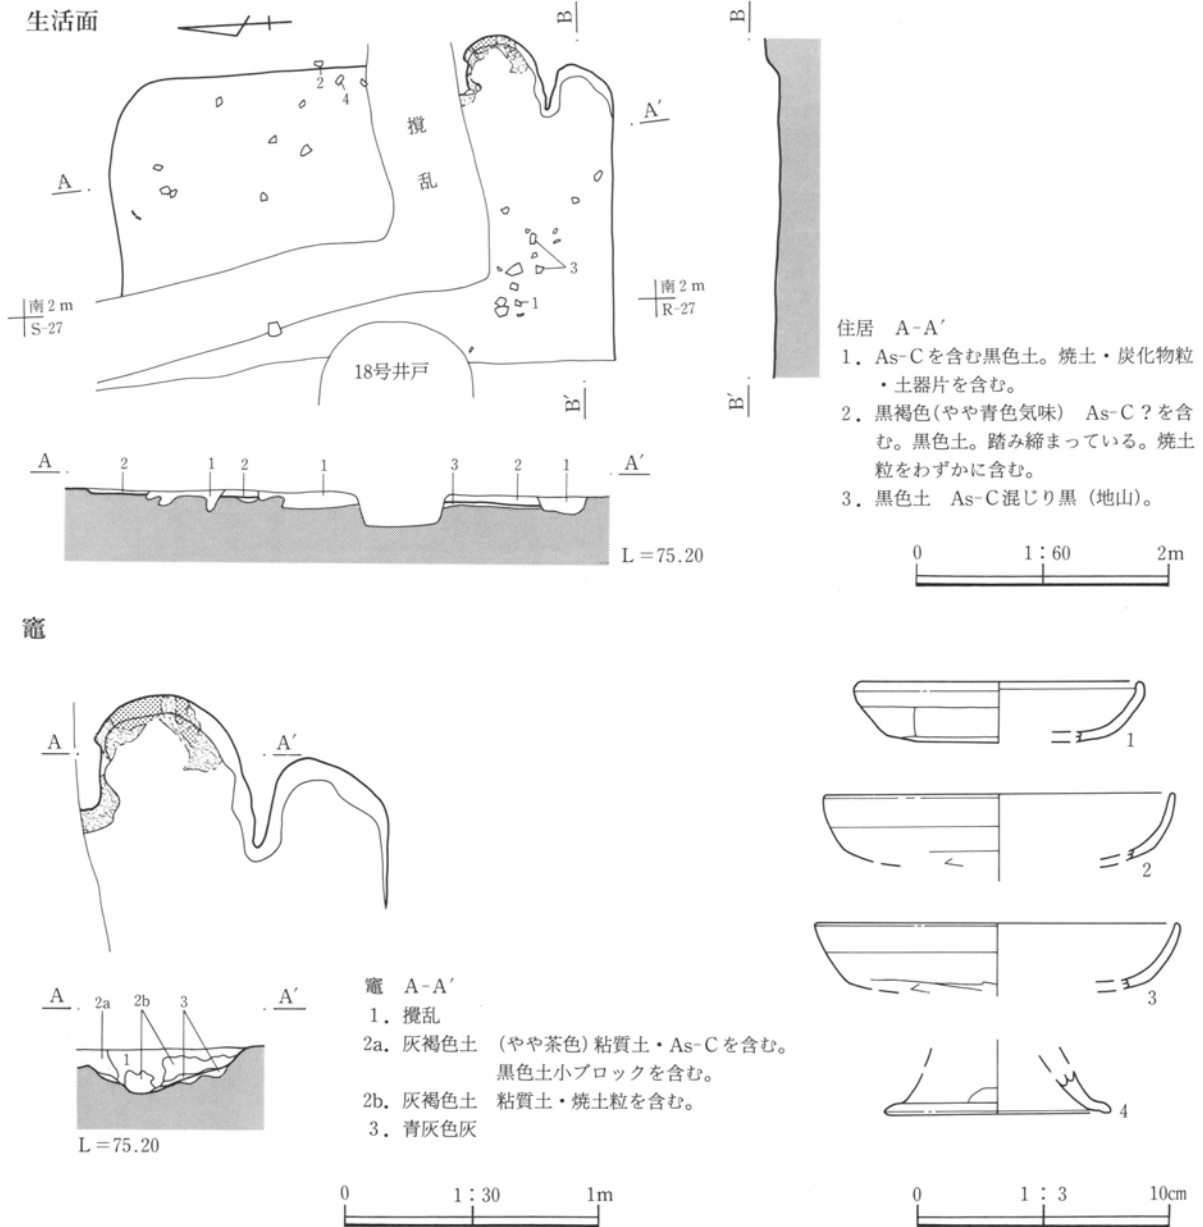 生活面
B
B
2
4
A′
攪
乱
A
3
1
南2m
S-27
南2m
R-27
18号井戸
B′
B′
住居 A-A′
1. As-Cを含む黒色土。焼土・炭化物粒
・土器片を含む。
2. 黒褐色(やや青色気味) As-C?を含
む。黒色土。踏み締まっている。焼土
粒をわずかに含む。
3. 黒色土 As-C混じり黒(地山)。
A 2 1 2 1 3 2 1 A′
L=75.20
0 1:60 2m
竈
A A′
1
2
3
4
A 2a 2b 3 A′
1
L=75.20
竈 A-A′
1.攪乱
2a. 灰褐色土 (やや茶色)粘質土・As-Cを含む。
黒色土小ブロックを含む。
2b. 灰褐色土 粘質土・焼土粒を含む。
3. 青灰色灰
0 1:30 1m
0 1:3 10cm